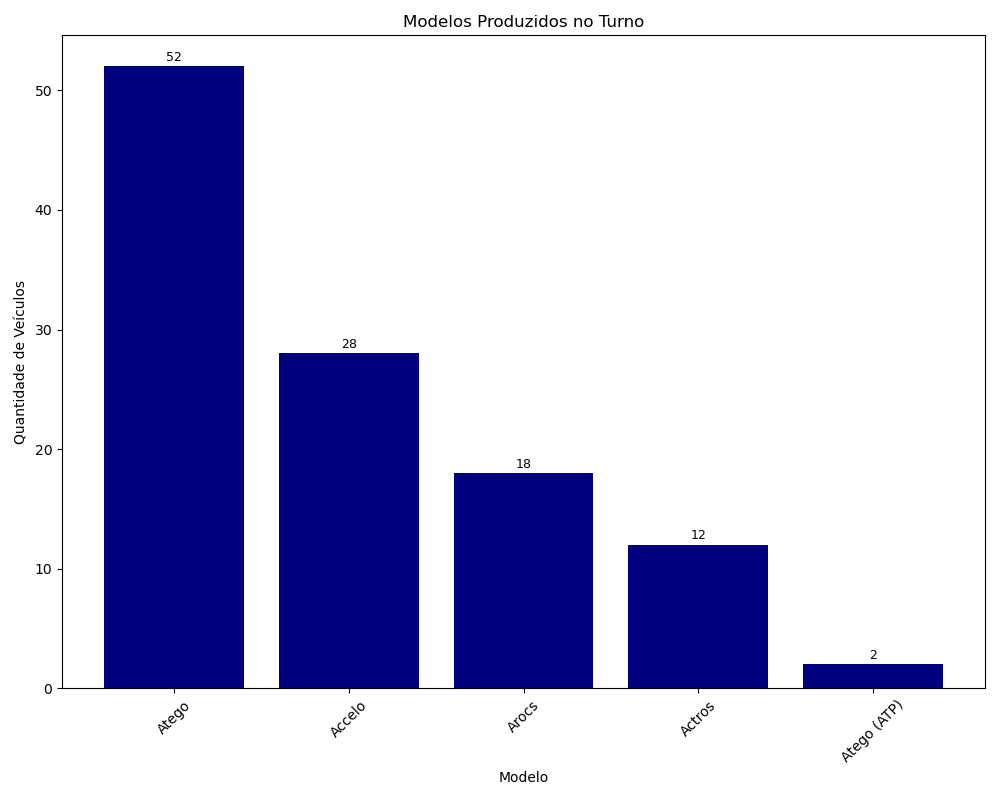 Modelos Produzidos no Turno
52
28
18
12
2
50
40
30
20
10
0
Quantidade de Veículos
Atego
Accelo
Arocs
Actros
Atego (ATP)
Modelo